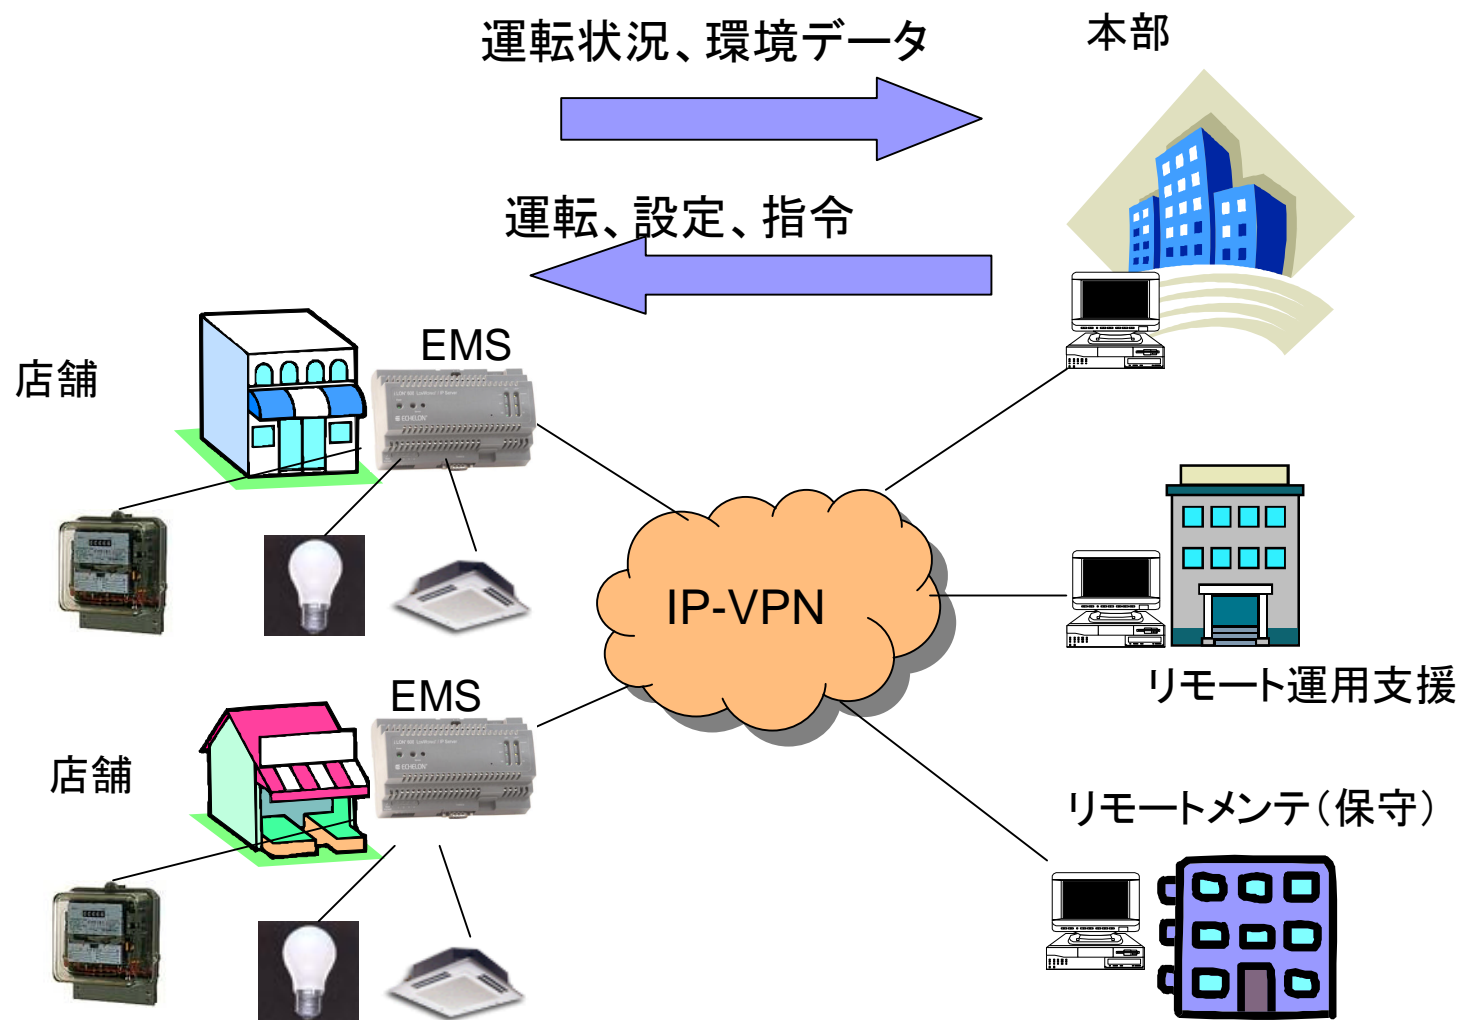 運転状況、環境データ
本部
運転、設定、指令
EMS
店舗
ECHELON
IP-VPN
リモート運用支援
EMS
店舗
ECHELON
リモートメンテ（保守）